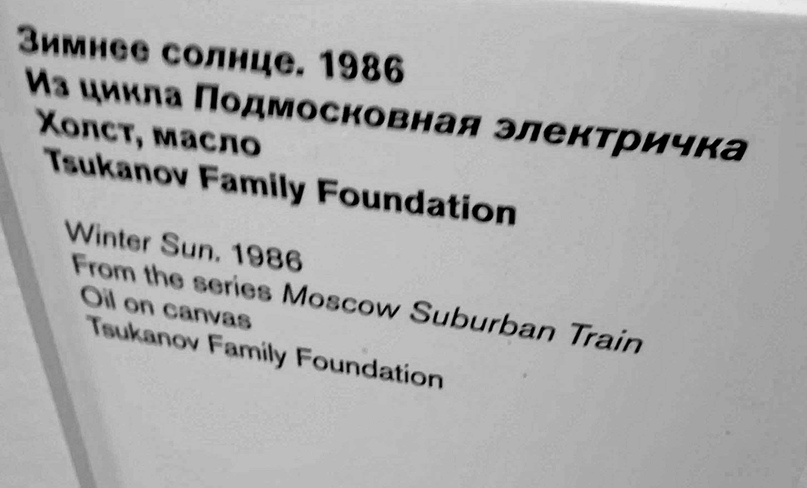 Зимнее солнце. 1986
Из цикла Подмосковная электричка
Холст, масло
Tsukanov Family Foundation
Winter Sun. 1986
From the series Moscow Suburban Train
Oil on canvas
Tsukanov Family Foundation